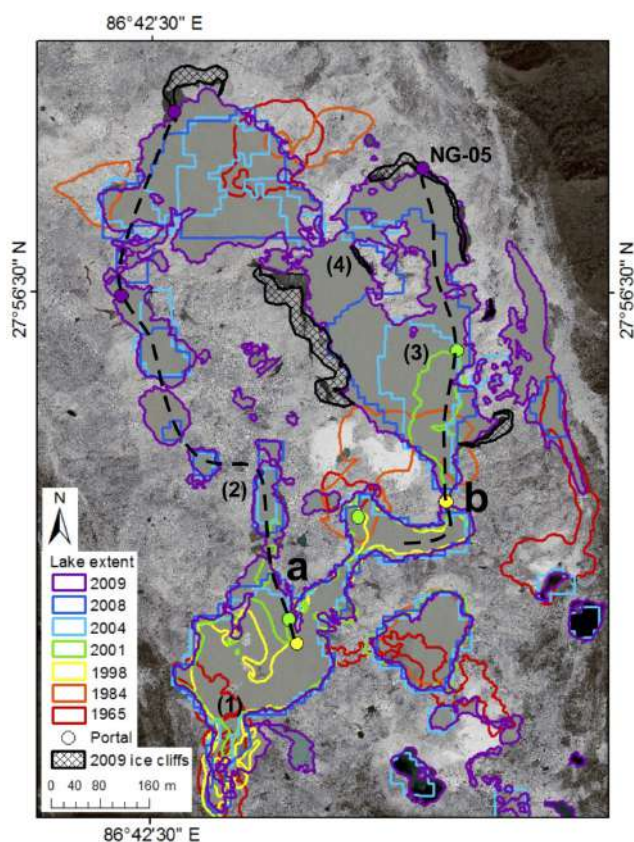 86°42'30" E
NG-05
27°56'30" N
27°56'30" N
(4)
(3)
(2)
b
a
(1)
N
Lake extent
2009
2008
2004
2001
1998
1984
1965
Portal
2009 ice cliffs
0 40 80 160 m
86°42'30" E